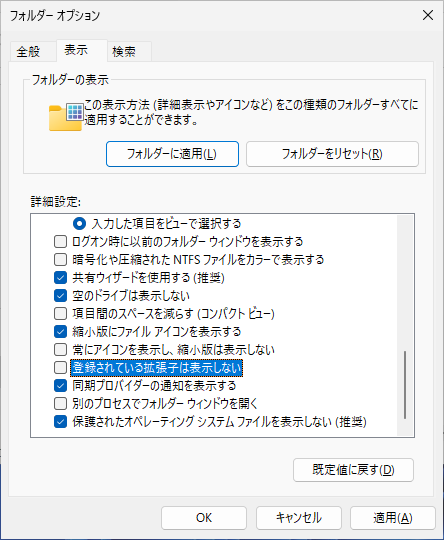 フォルダー オプション
全般
表示
検索
フォルダーの表示
この表示方法 (詳細表示やアイコンなど) をこの種類のフォルダーすべてに
適用することができます。
フォルダーに適用(L)
フォルダーをリセット(R)
詳細設定:
入力した項目をビューで選択する
ログオン時に以前のフォルダー ウィンドウを表示する
暗号化や圧縮された NTFS ファイルをカラーで表示する
共有ウィザードを使用する (推奨)
空のドライブは表示しない
項目間のスペースを減らす (コンパクト ビュー)
縮小版にファイル アイコンを表示する
常にアイコンを表示し、縮小版は表示しない
登録されている拡張子は表示しない
同期プロバイダーの通知を表示する
別のプロセスでフォルダー ウィンドウを開く
保護されたオペレーティング システム ファイルを表示しない (推奨)
既定値に戻す(D)
OK
キャンセル
適用(A)